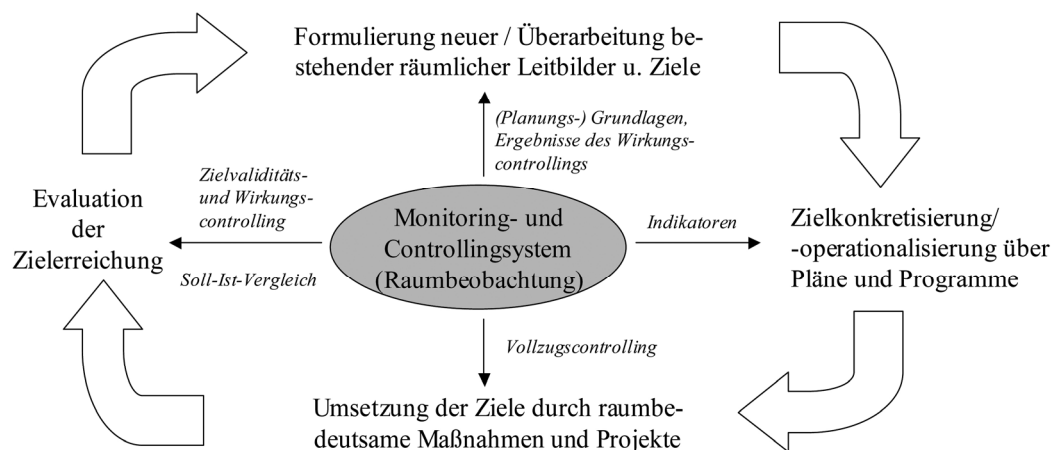 Formulierung neuer / Überarbeitung be-
stehender räumlicher Leitbilder u. Ziele
(Planungs-) Grundlagen,
Ergebnisse des Wirkungs-
controllings
Zielvaliditäts-
und Wirkungs-
controlling
Evaluation
der
Zielerreichung
Soll-Ist-Vergleich
Monitoring- und
Controllingsystem
(Raumbeobachtung)
Indikatoren
Zielkonkretisierung/
-operationalisierung über
Pläne und Programme
Vollzugscontrolling
Umsetzung der Ziele durch raumbe-
deutsame Maßnahmen und Projekte